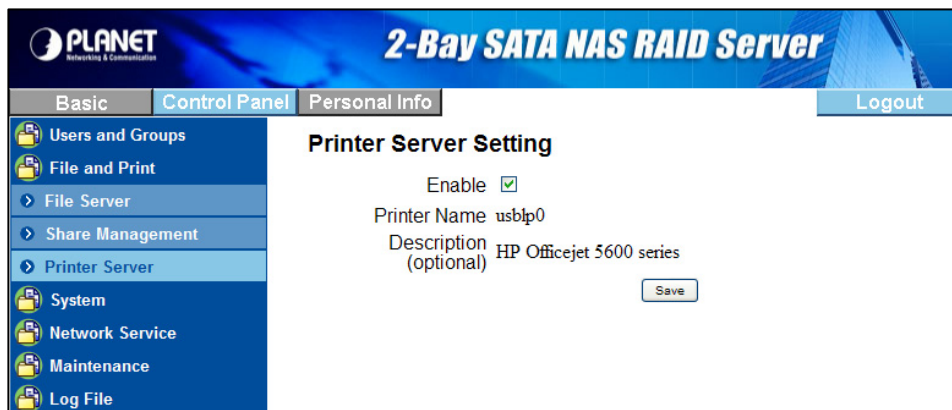 PLANET
Networking & Communication
2-Bay SATA NAS RAID Server
Basic
Control Panel
Personal Info
Logout
Users and Groups
File and Print
File Server
Share Management
Printer Server
System
Network Service
Maintenance
Log File
Printer Server Setting
Enable
Printer Name usblp0
Description
(optional) HP Officejet 5600 series
Save